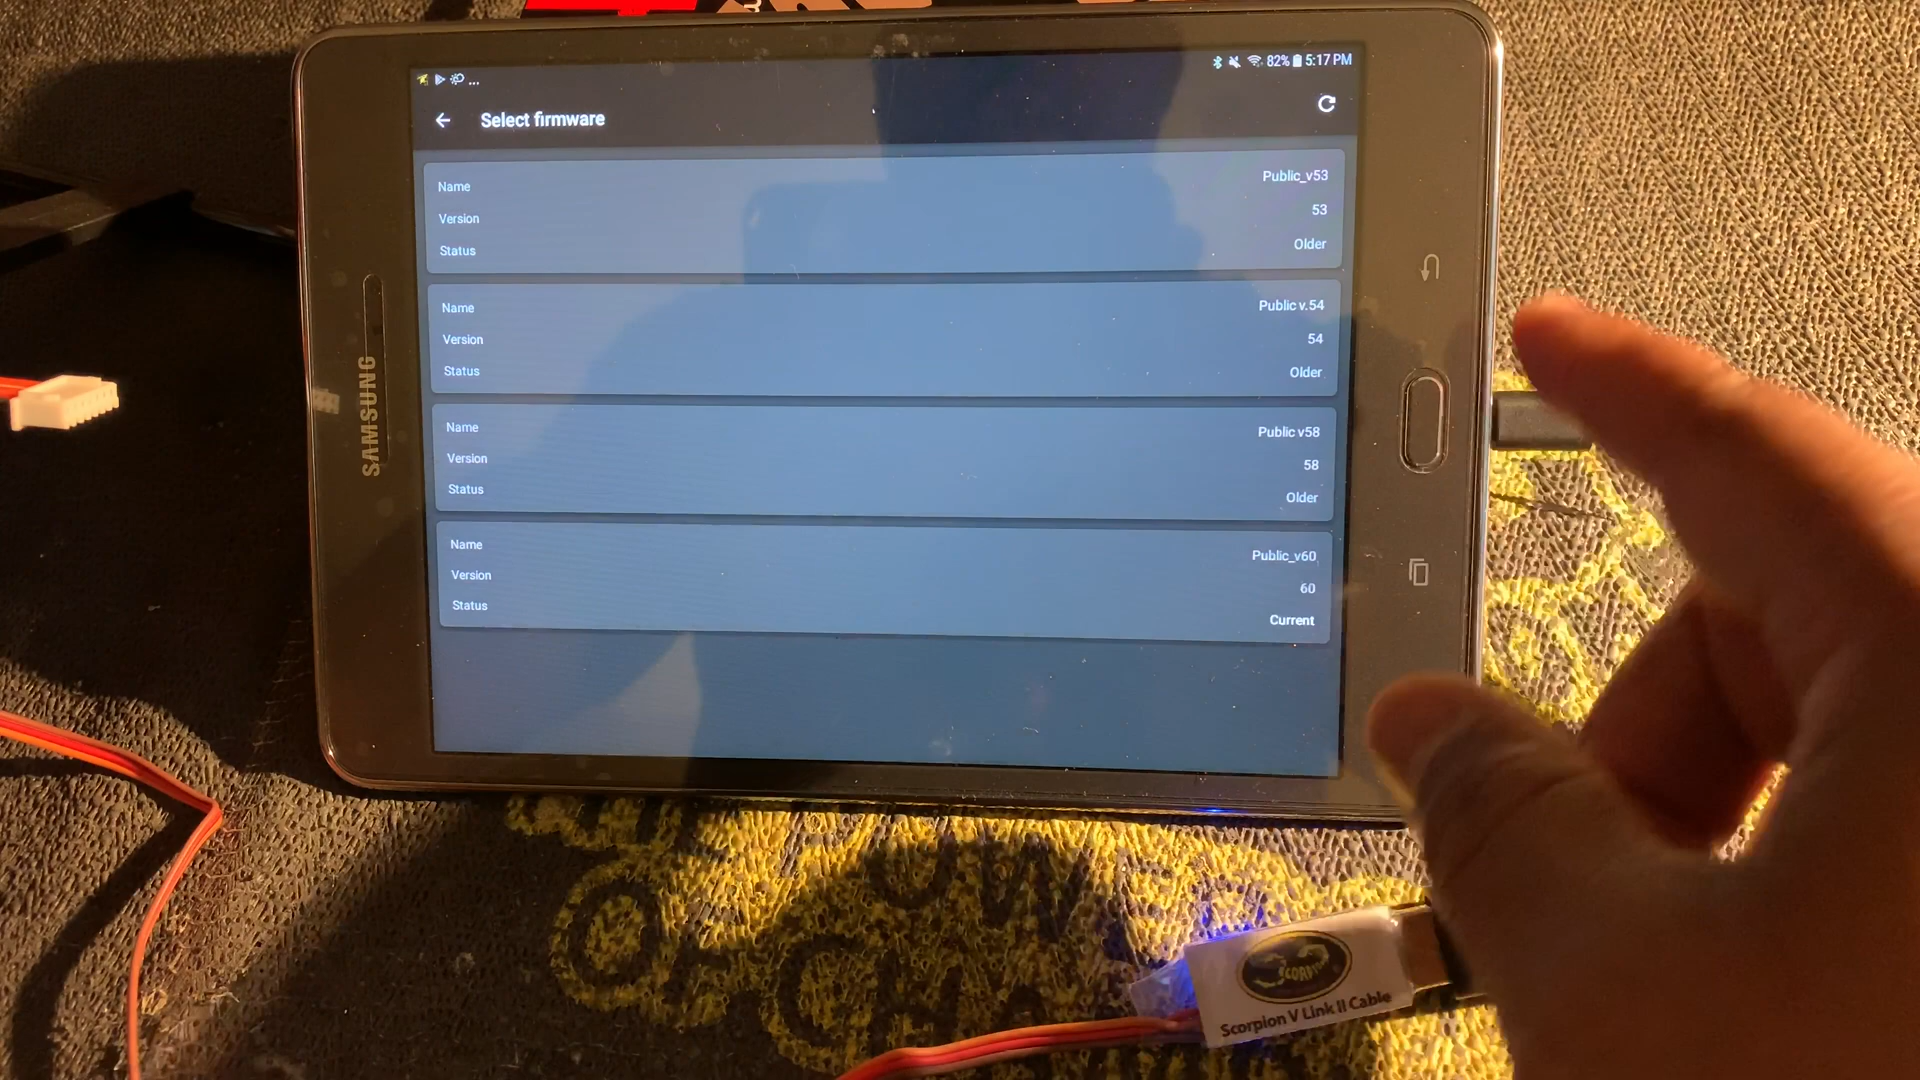 82% 5:17 PM
Select firmware
Name Public_v53
Version 53
Status Older
Name Public v.54
Version 54
Status Older
Name Public v58
Version 58
Status Older
Name Public_v60
Version 60
Status Current
SAMSUNG
SCORPION
Scorpion V Link II Cable